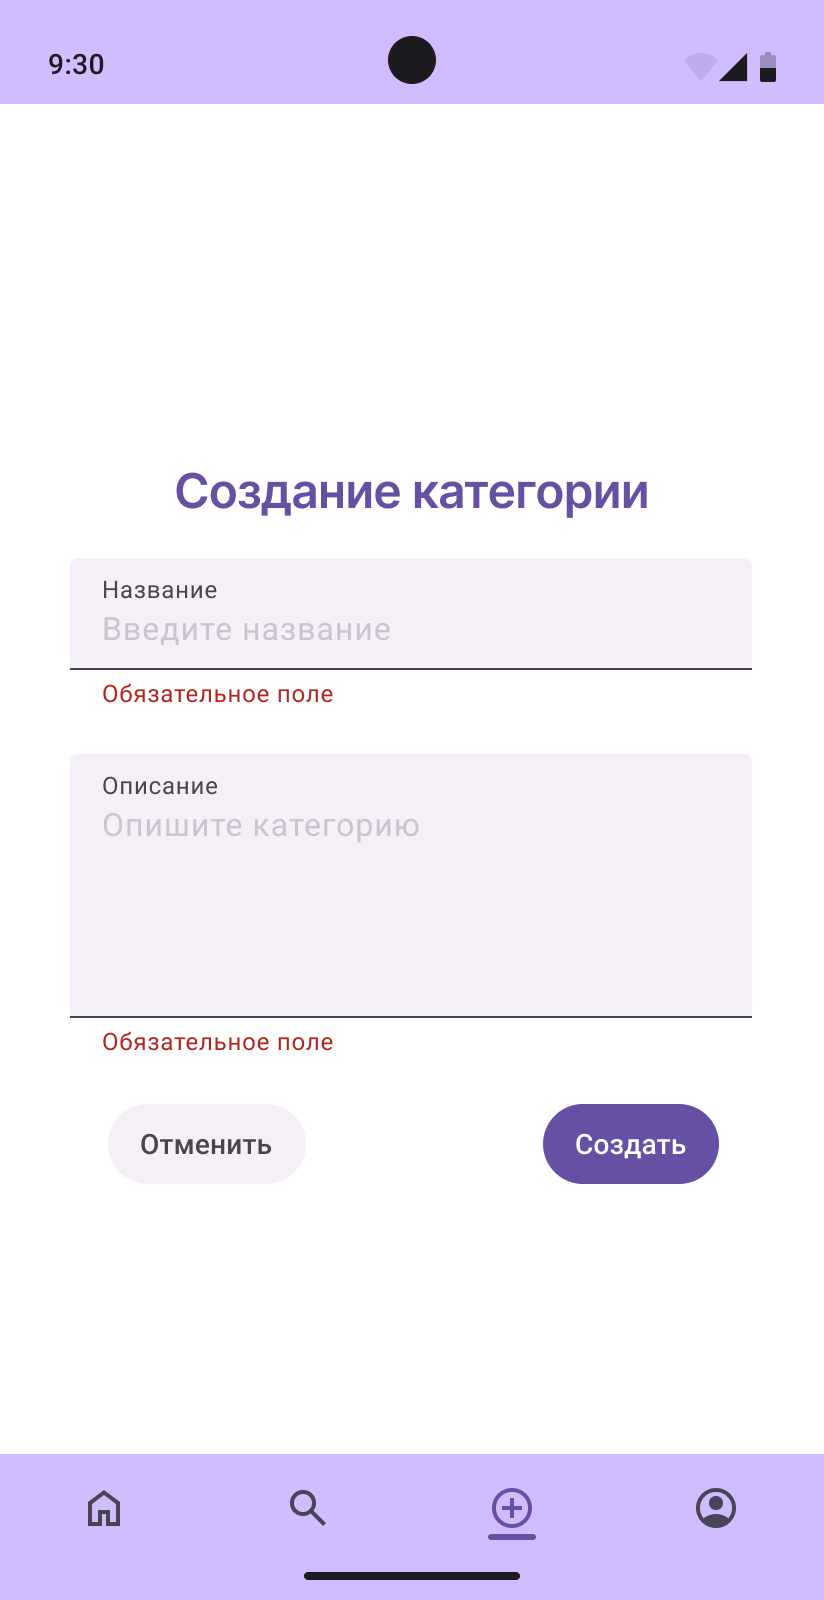 9:30
Создание категории
Название
Введите название
Обязательное поле
Описание
Опишите категорию
Обязательное поле
Отменить
Создать